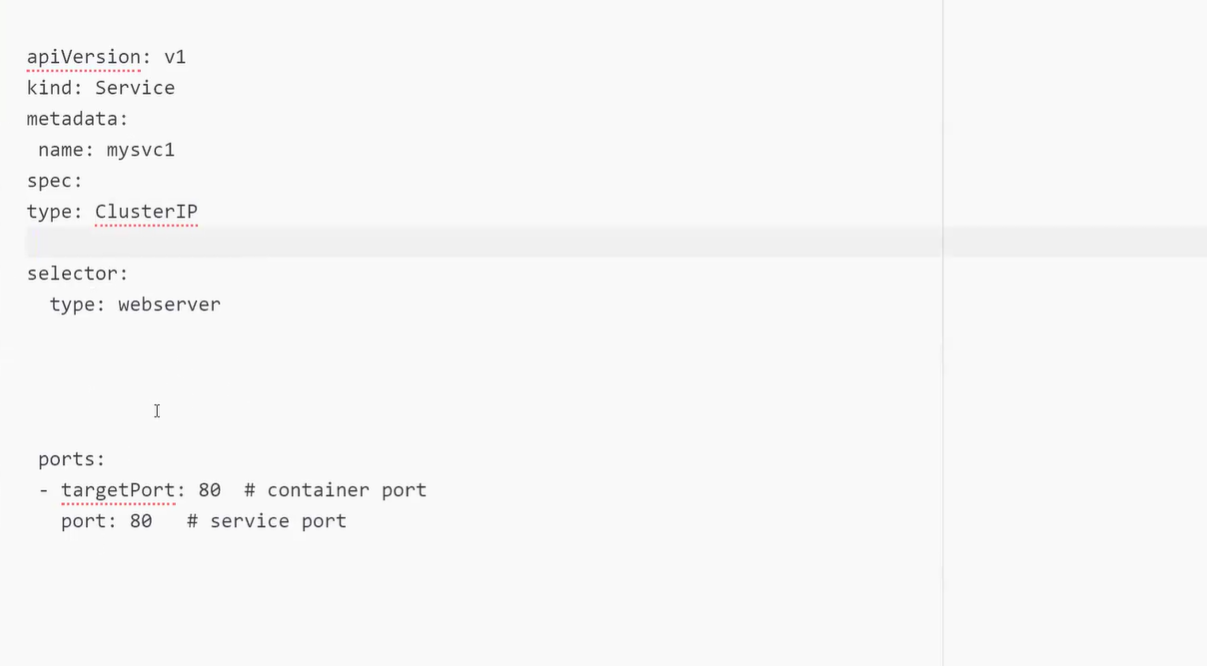 apiVersion: v1
kind: Service
metadata:
 name: mysvc1
spec:
type: ClusterIP
selector:
  type: webserver
 ports:
 - targetPort: 80  # container port
   port: 80   # service port